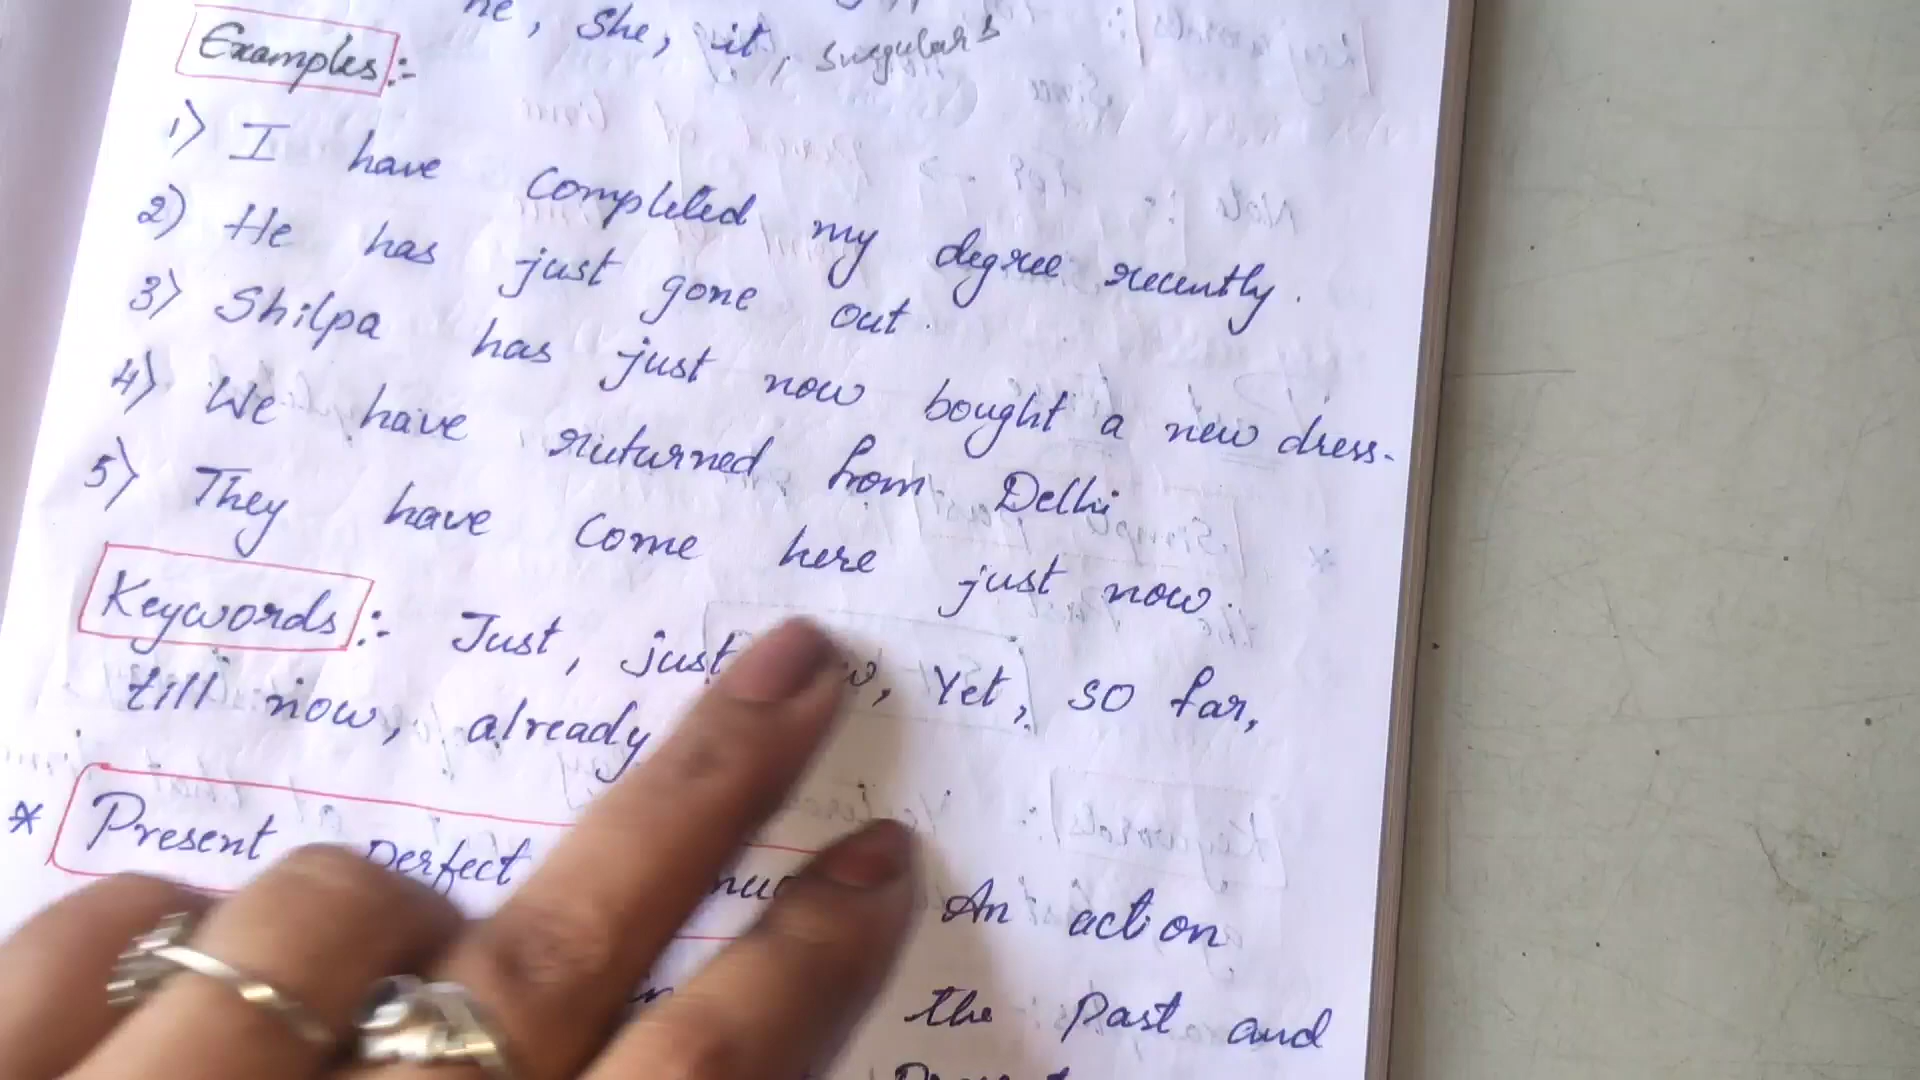 he, She, it, singulars
Examples:-
1) I have Completed my degree recently.
2) He has just gone out.
3) Shilpa has just now bought a new dress.
4) We have returned from Delhi
5) They have come here just now.
Keywords:- Just, just, Yet, so far,
till now, already
* Present perfect An action
the Past and